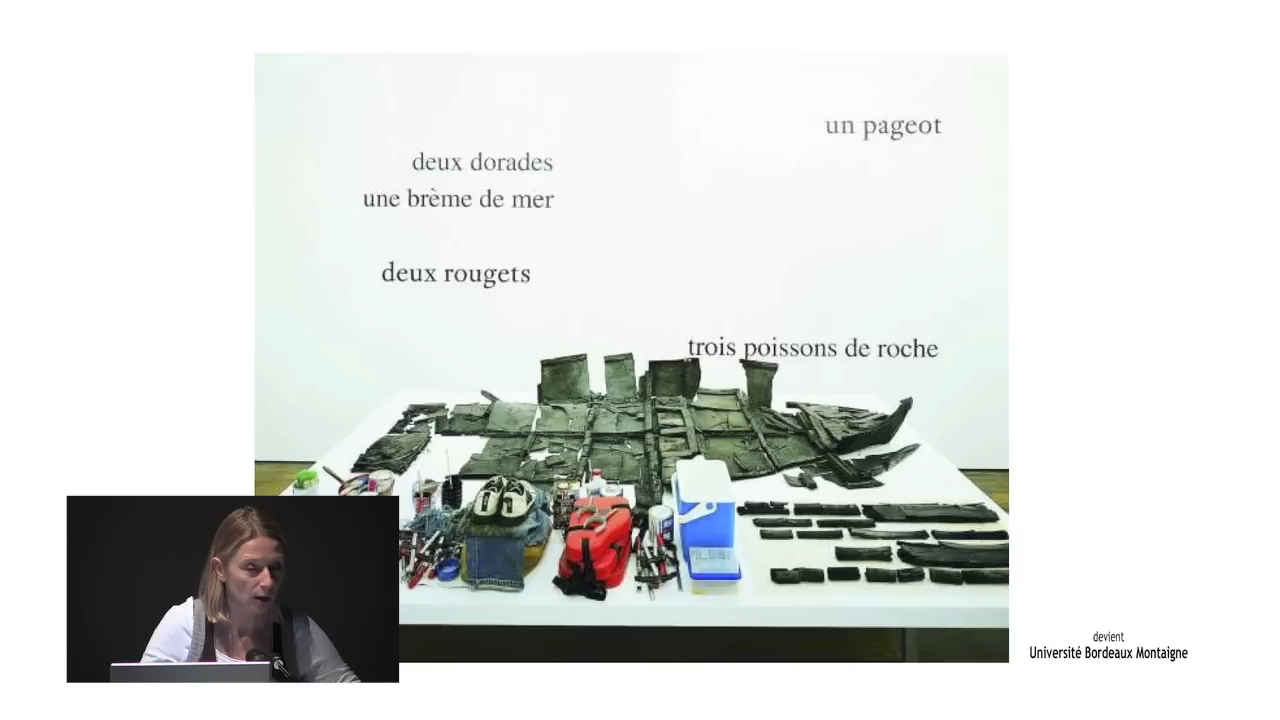 un pageot
deux dorades
une brème de mer
deux rougets
trois poissons de roche
devient
Université Bordeaux Montaigne